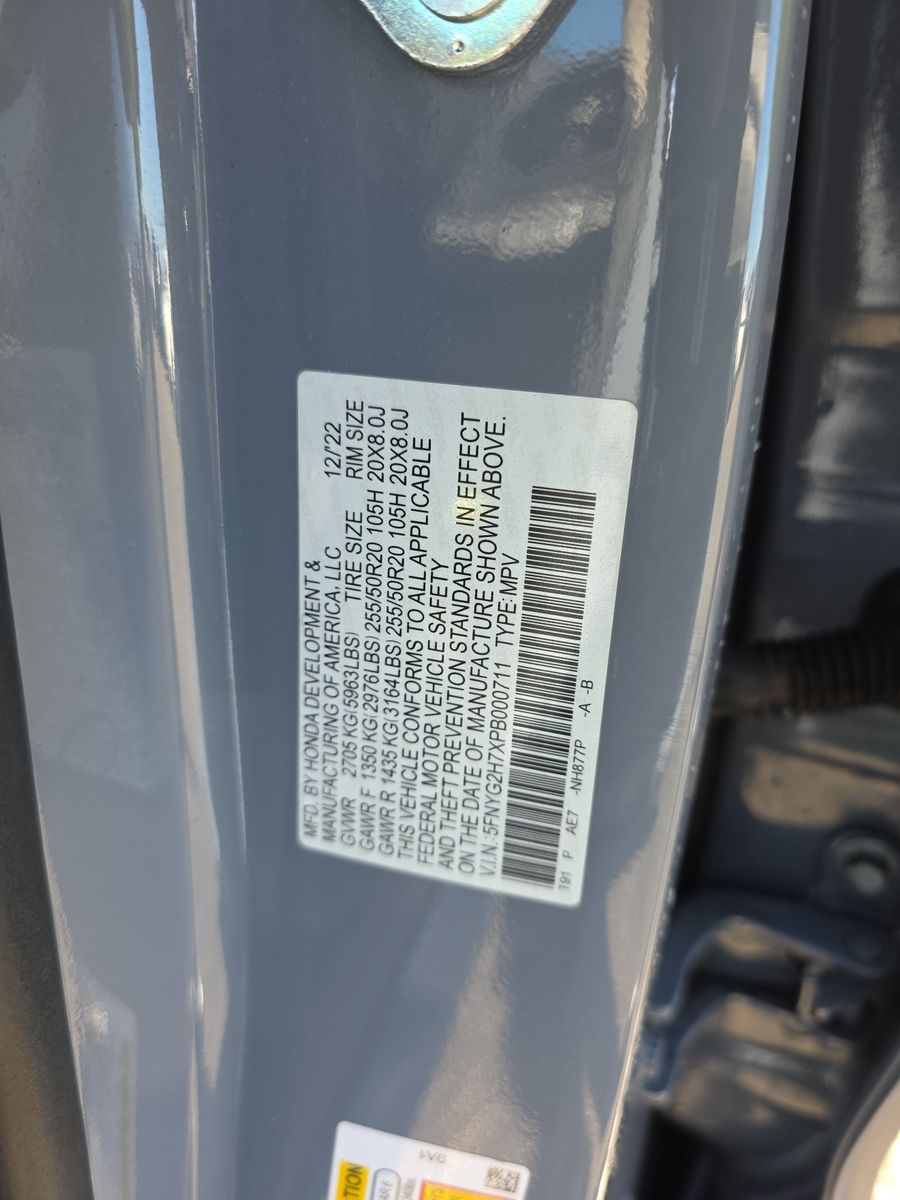 MFD. BY HONDA DEVELOPMENT &
MANUFACTURING OF AMERICA, LLC 12/'22
GVWR 2705 KG(5963LBS) TIRE SIZE RIM SIZE
GAWR F 1350 KG(2976LBS) 255/50R20 105H 20X8.0J
GAWR R 1435 KG(3164LBS) 255/50R20 105H 20X8.0J
THIS VEHICLE CONFORMS TO ALL APPLICABLE
FEDERAL MOTOR VEHICLE SAFETY
AND THEFT PREVENTION STANDARDS IN EFFECT
ON THE DATE OF MANUFACTURE SHOWN ABOVE.
V.I.N.:5FNYG2H7XPB000711 TYPE:MPV
T91 P AE7 -NH877P -A -B
9A1
TION